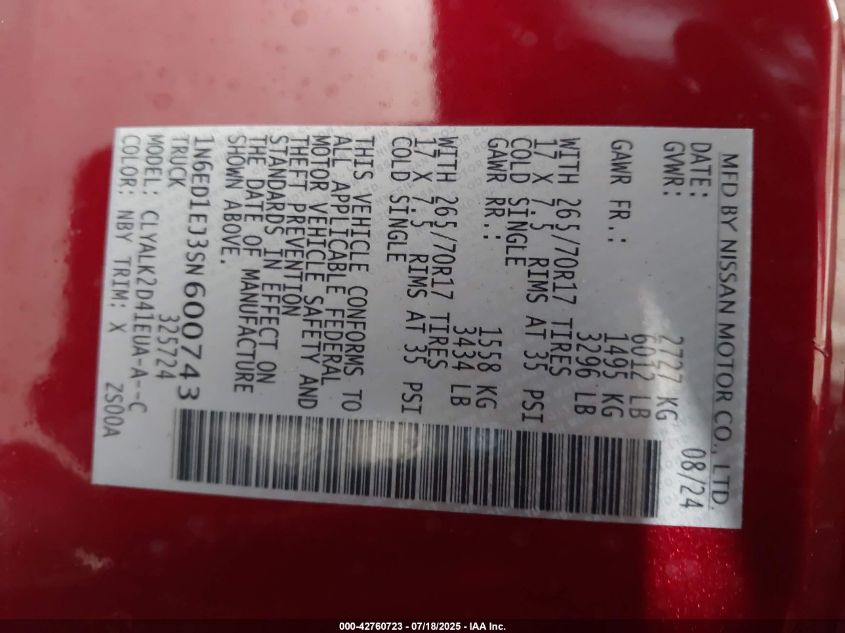 MFD BY NISSAN MOTOR CO., LTD.
DATE: 08/24
GVWR: 2727 KG
6012 LB
GAWR FR.: 1495 KG
3296 LB
WITH 265/70R17 TIRES
17 X 7.5 RIMS AT 35 PSI
COLD SINGLE
GAWR RR.: 1558 KG
3434 LB
WITH 265/70R17 TIRES
17 X 7.5 RIMS AT 35 PSI
COLD SINGLE
THIS VEHICLE CONFORMS TO
ALL APPLICABLE FEDERAL
MOTOR VEHICLE SAFETY AND
THEFT PREVENTION
STANDARDS IN EFFECT ON
THE DATE OF MANUFACTURE
SHOWN ABOVE.
1N6ED1EJ3SN600743
TRUCK 325724
MODEL: CLYALK2D41EUA-A--C
COLOR: NBY TRIM: X 2S00A
000-42760723 - 07/18/2025 - IAA Inc.